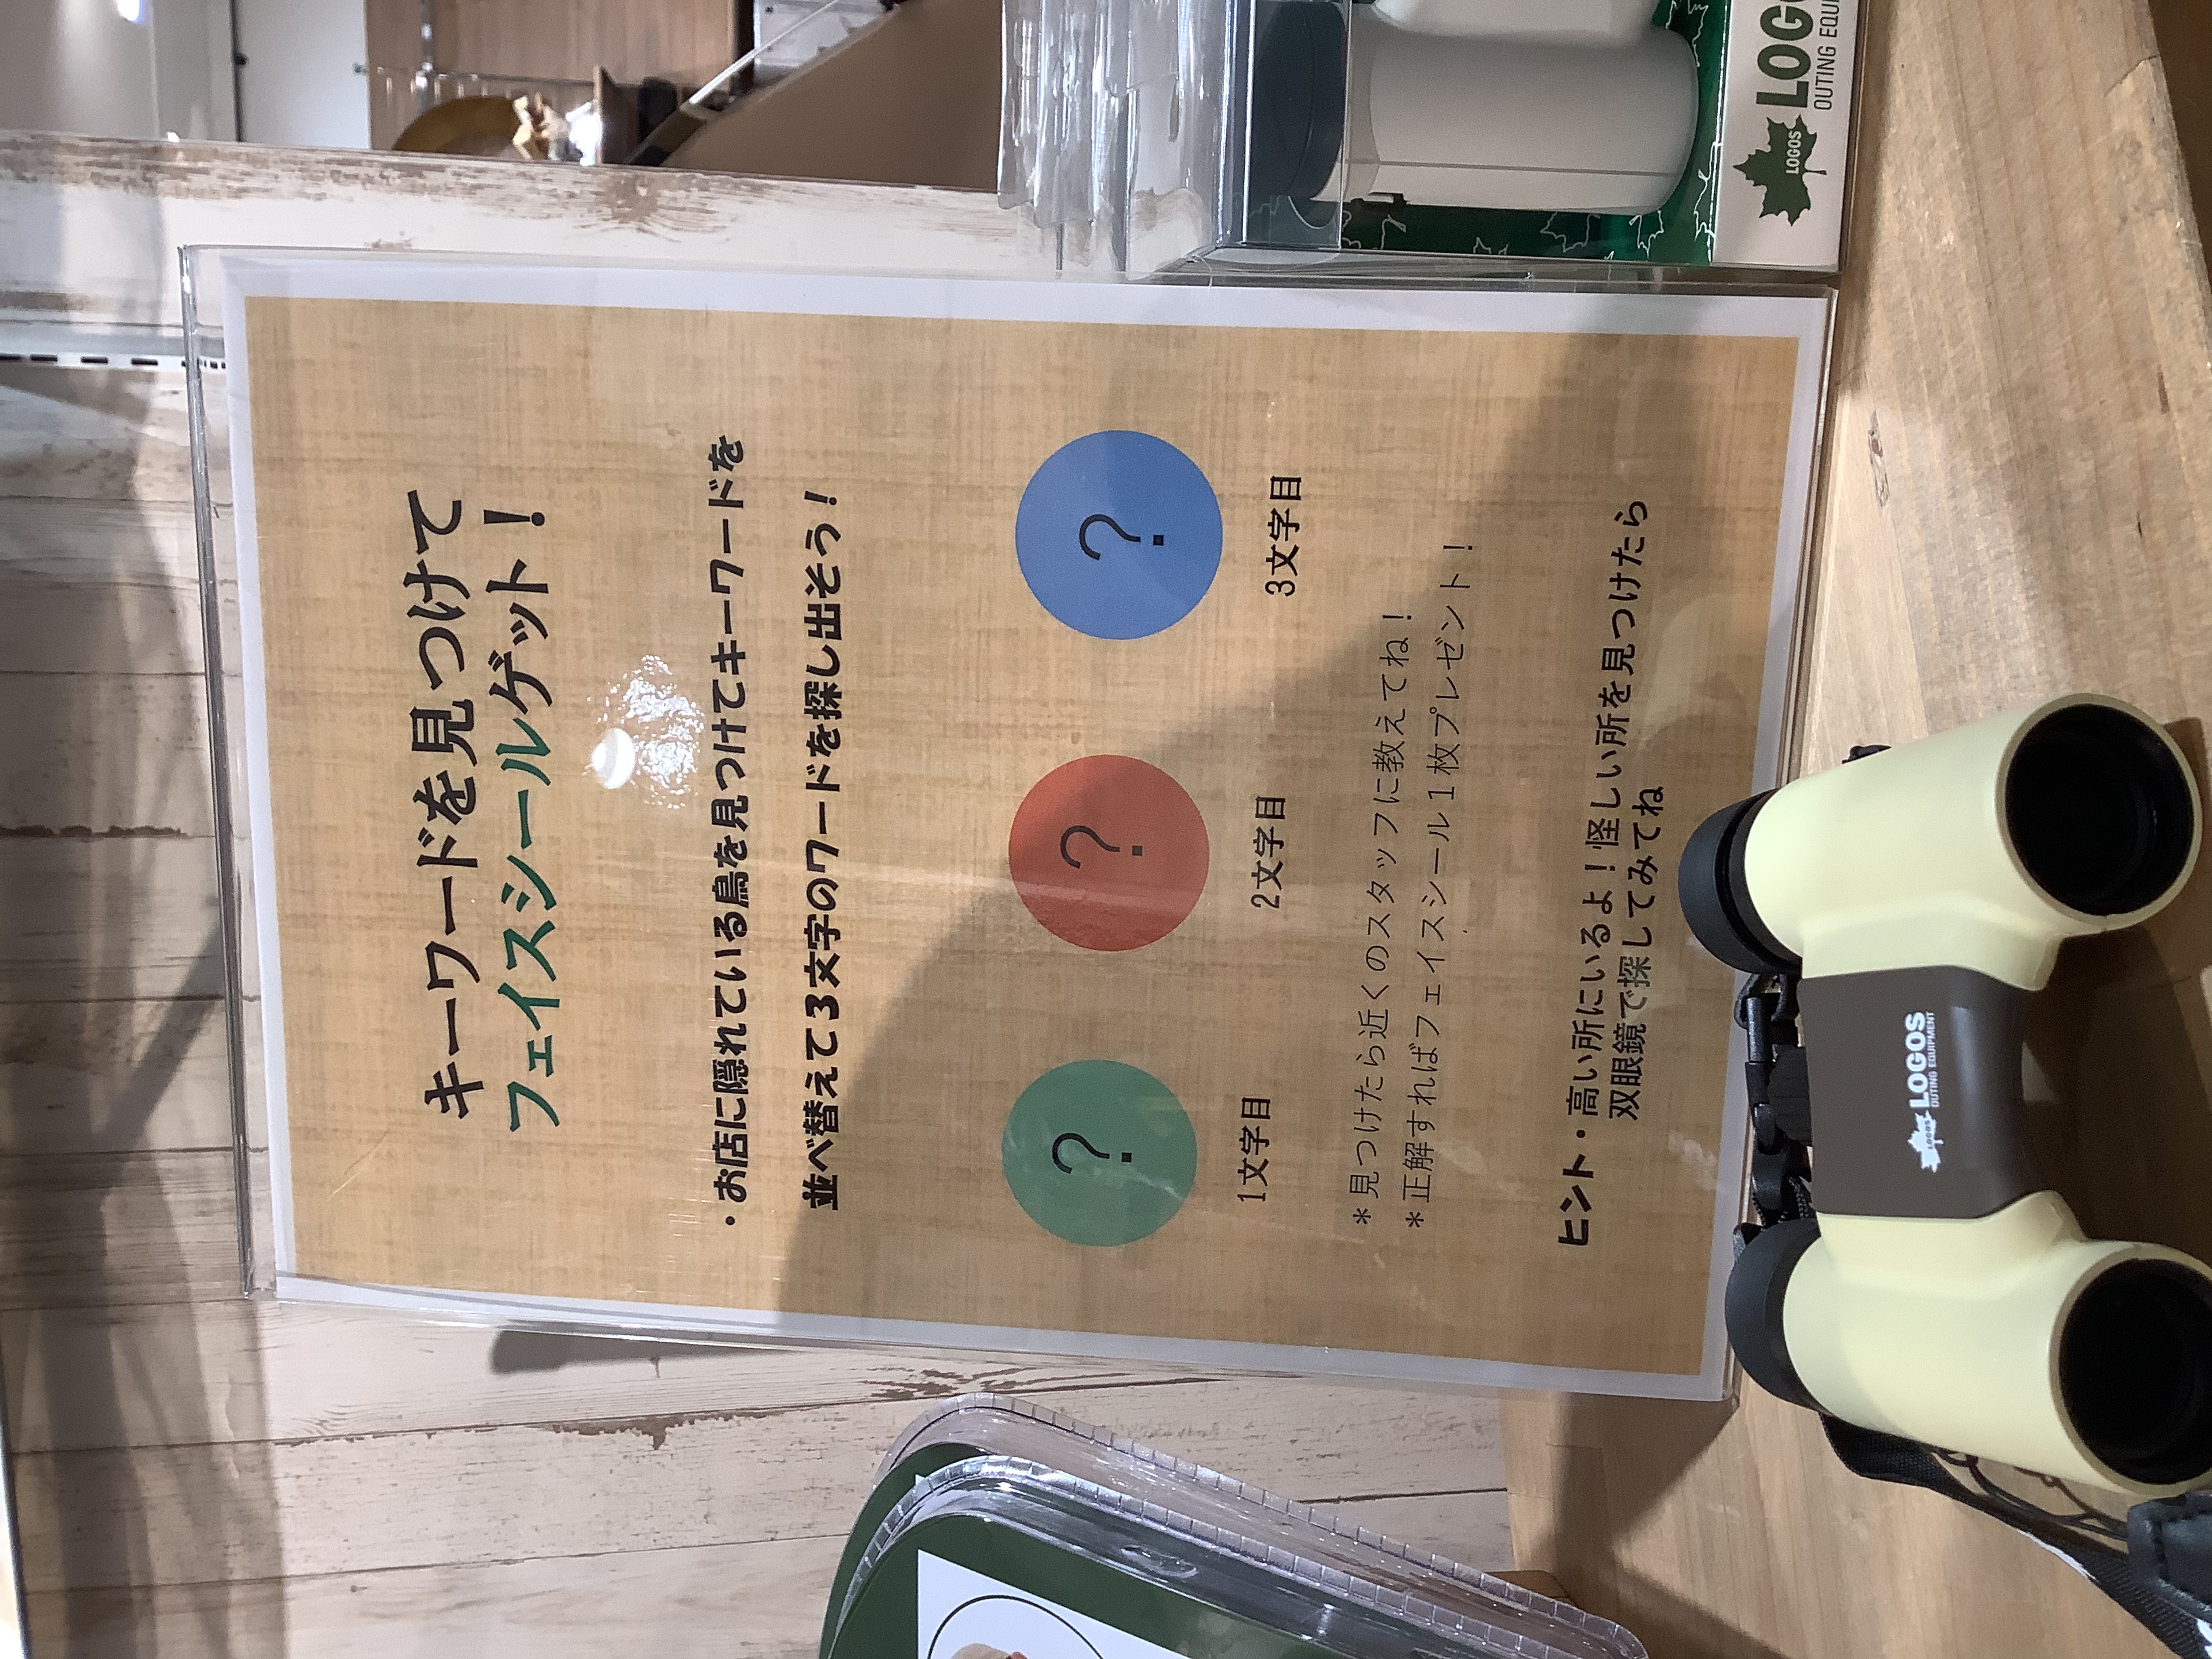 キーワードを見つけて
フェイスシールゲット！
・お店に隠れている鳥を見つけてキーワードを
並べ替えて3文字のワードを探し出そう！
? ? ?
1文字目 2文字目 3文字目
＊見つけたら近くのスタッフに教えてね！
＊正解すればフェイスシール1枚プレゼント！
ヒント・高い所にいるよ！怪しい所を見つけたら
双眼鏡で探してみてね
LOGOS LOGOS
OUTING EQUIPMENT
LOGOS
OUTING